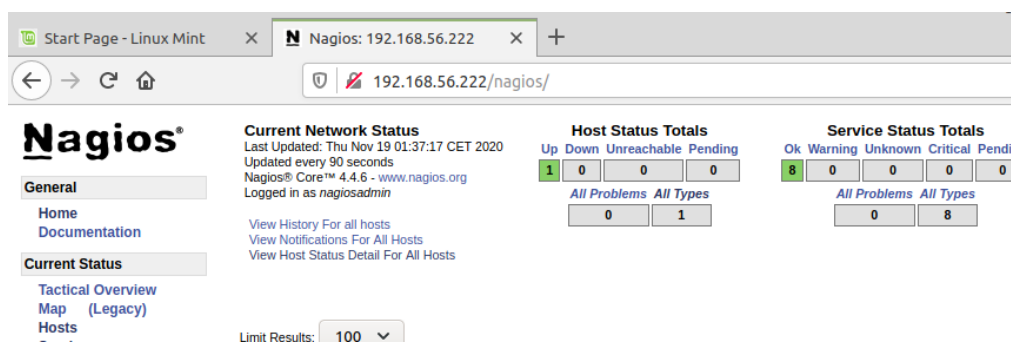 Start Page - Linux Mint
Nagios: 192.168.56.222
192.168.56.222/nagios/
Nagios®
General
Home
Documentation
Current Status
Tactical Overview
Map (Legacy)
Hosts
Current Network Status
Last Updated: Thu Nov 19 01:37:17 CET 2020
Updated every 90 seconds
Nagios® Core™ 4.4.6 - www.nagios.org
Logged in as nagiosadmin
View History For all hosts
View Notifications For All Hosts
View Host Status Detail For All Hosts
Limit Results: 100
Host Status Totals
Up Down Unreachable Pending
1 0 0 0
All Problems All Types
0 1
Service Status Totals
Ok Warning Unknown Critical Pendi
8 0 0 0 0
All Problems All Types
0 8